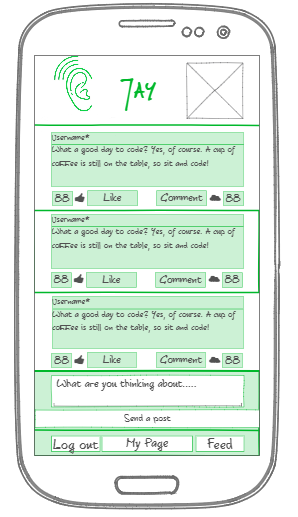 7AY
Username*
What a good day to code? Yes, of course. A cup of
coffee is still on the table, so sit and code!
88 Like Comment 88
Username*
What a good day to code? Yes, of course. A cup of
coffee is still on the table, so sit and code!
88 Like Comment 88
Username*
What a good day to code? Yes, of course. A cup of
coffee is still on the table, so sit and code!
88 Like Comment 88
What are you thinking about.....
Send a post
Log out My Page Feed